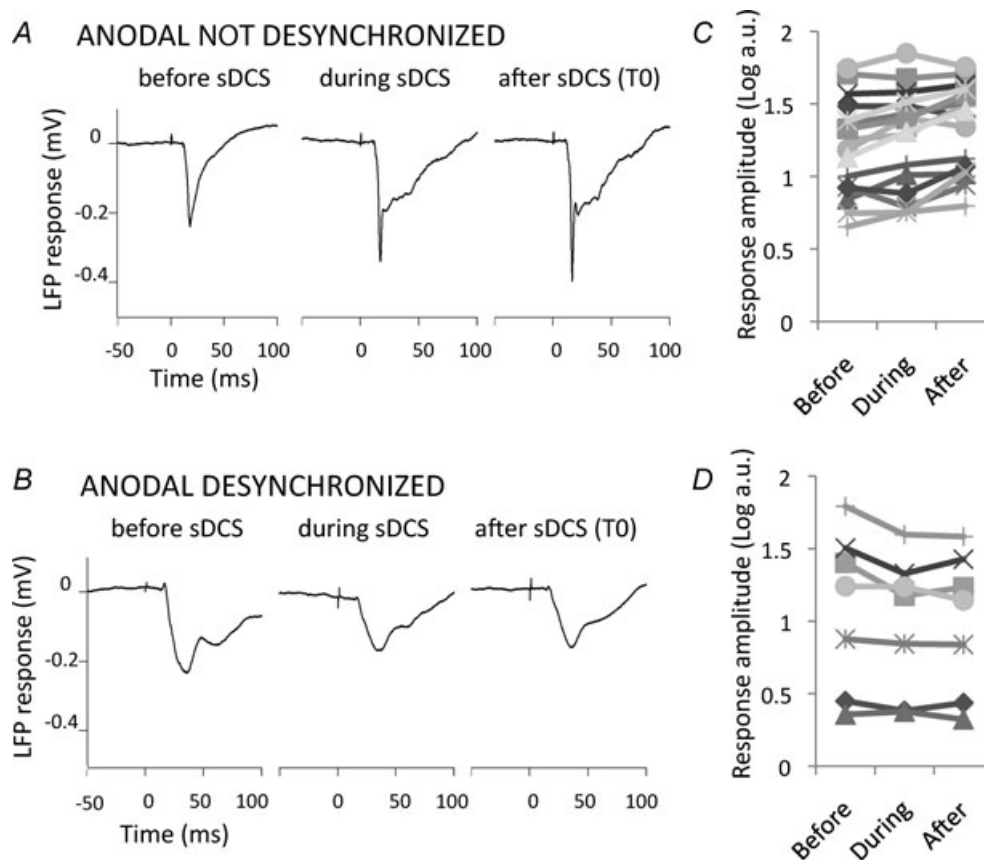 A ANODAL NOT DESYNCHRONIZED
before sDCS during sDCS after sDCS (T0)
LFP response (mV)
0
-0.2
-0.4
-50 0 50 100 0 50 100 0 50 100
Time (ms)
C
Response amplitude (Log a.u.)
2
1.5
1
0.5
0
Before During After
B ANODAL DESYNCHRONIZED
before sDCS during sDCS after sDCS (T0)
LFP response (mV)
0
-0.2
-0.4
-50 0 50 100 0 50 100 0 50 100
Time (ms)
D
Response amplitude (Log a.u.)
2
1.5
1
0.5
0
Before During After